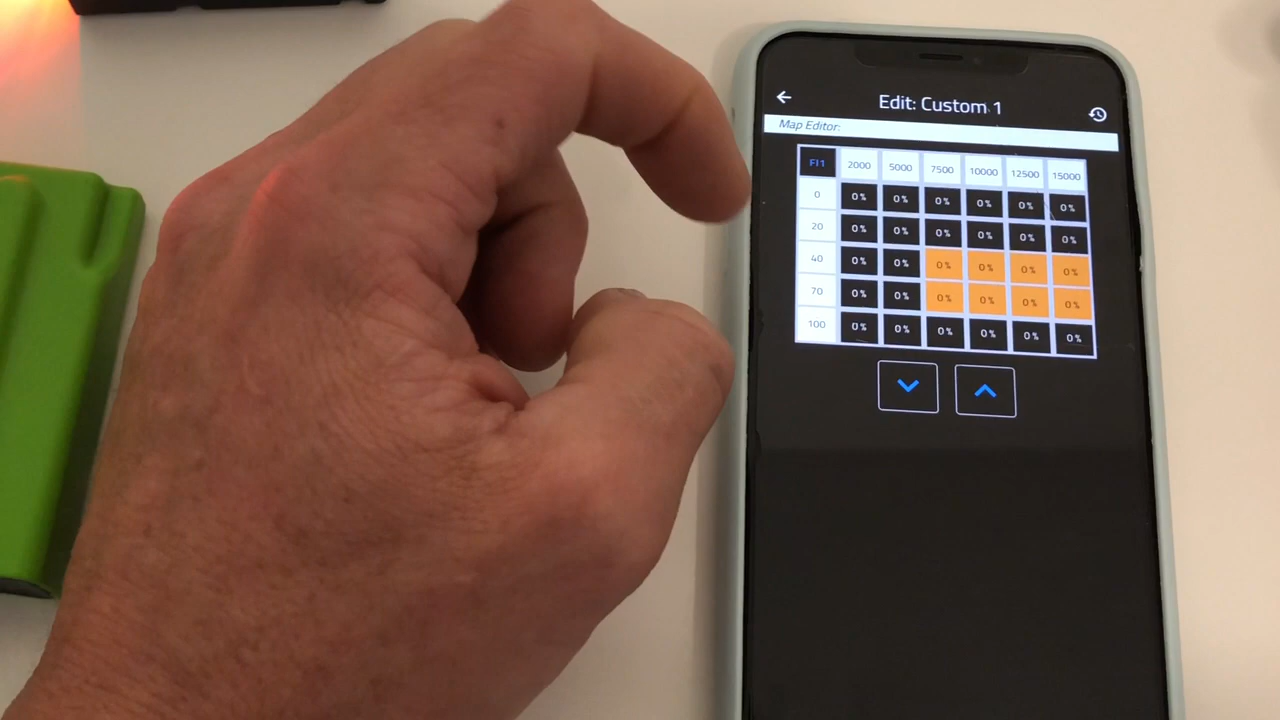 Edit: Custom 1
Map Editor:
FI1 2000 5000 7500 10000 12500 15000
0 0% 0% 0% 0% 0% 0%
20 0% 0% 0% 0% 0% 0%
40 0% 0% 0% 0% 0% 0%
70 0% 0% 0% 0% 0% 0%
100 0% 0% 0% 0% 0% 0%